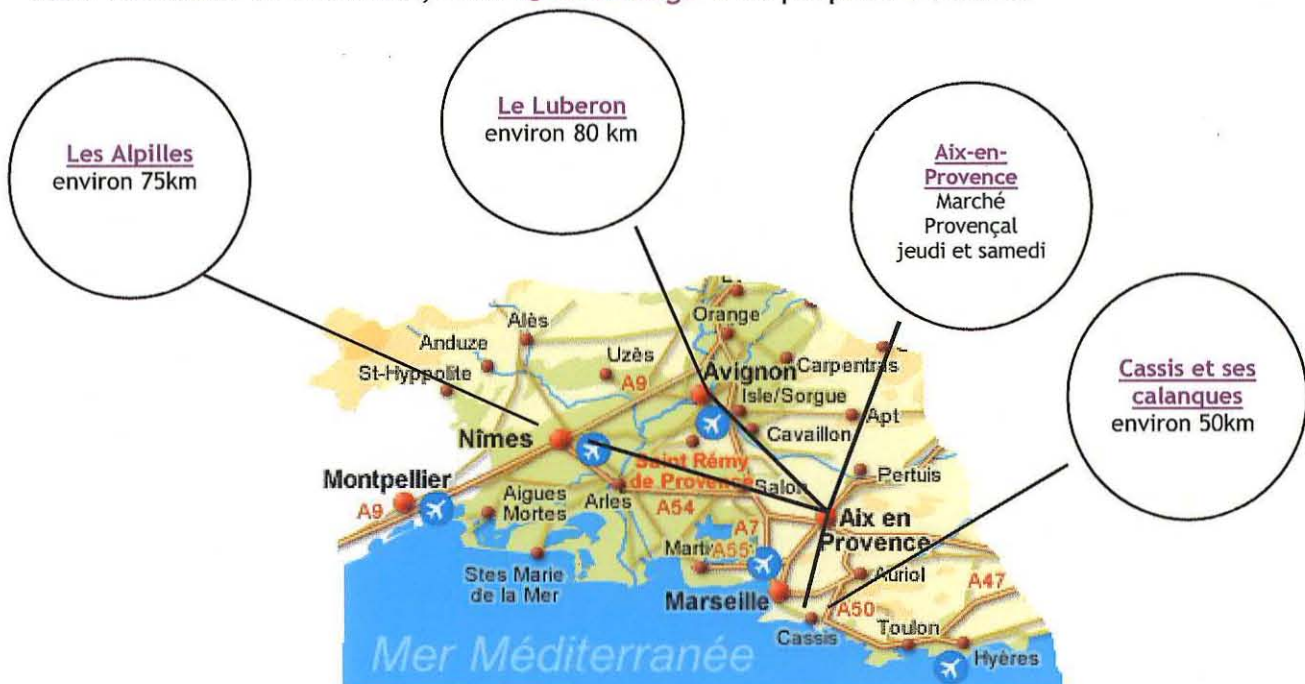 Les Alpilles
environ 75km
Le Luberon
environ 80 km
Aix-en-
Provence
Marché
Provençal
jeudi et samedi
Cassis et ses
calanques
environ 50km
Orange
Alès
Anduze
Uzès
Carpentras
St-Hyppolite
A9
Avignon
Isle/Sorgue
Apt
Cavaillon
Nîmes
Saint Rémy
de Provence
Pertuis
Montpellier
Salon
Aigues
Mortes
Arles
A54
A9
A7
Aix en
Provence
A55
Stes Marie
de la Mer
Auriol
A47
Marseille
A50
Cassis
Toulon
Hyères
Mer Méditerranée